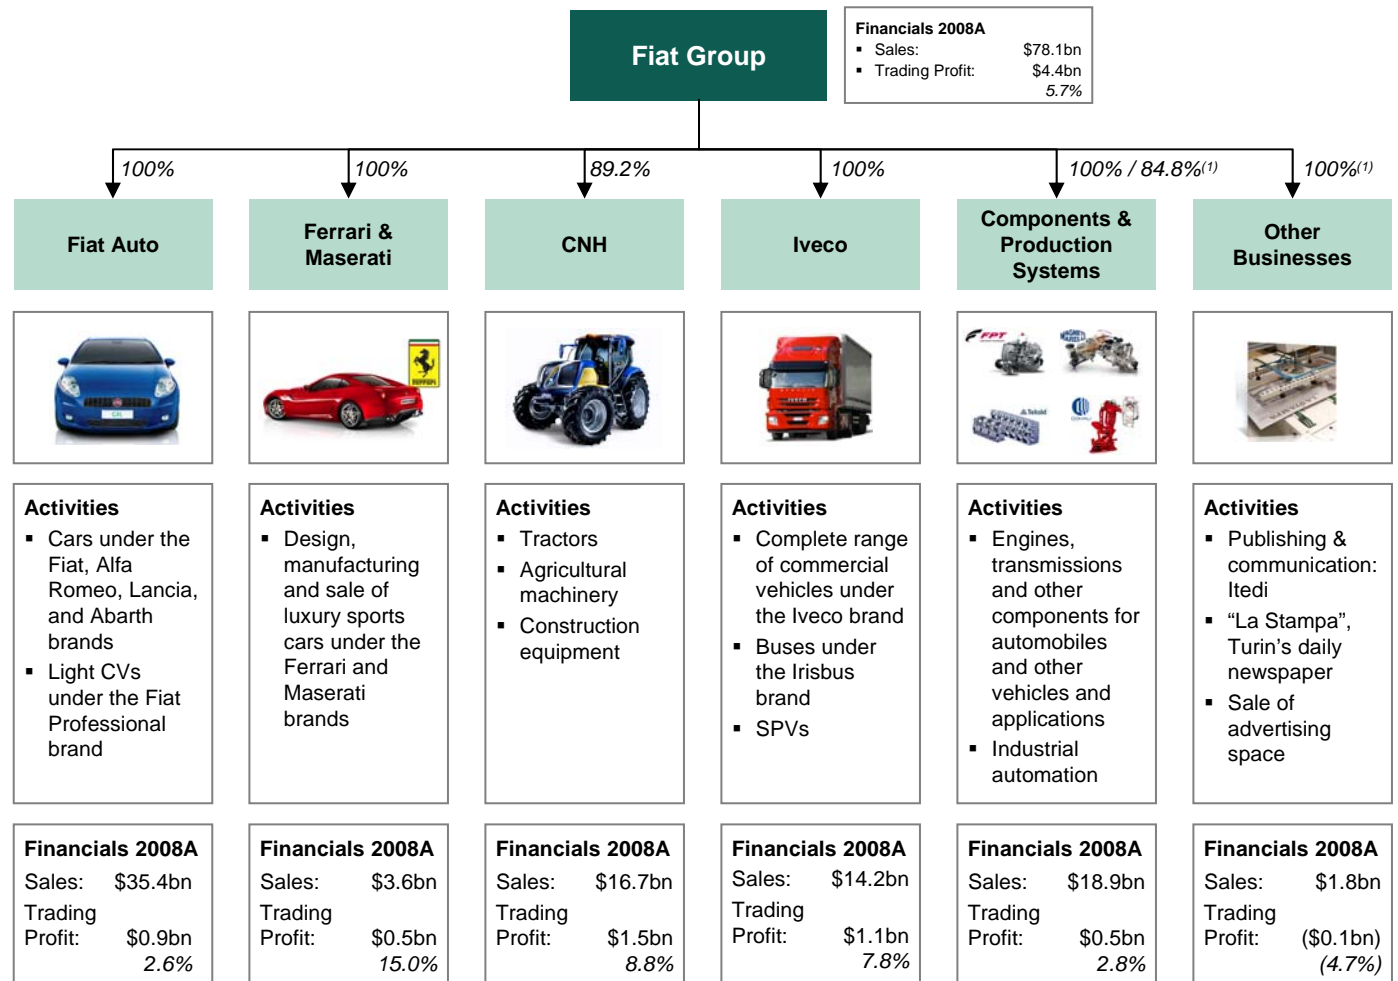 Fiat Group
Financials 2008A
▪ Sales: $78.1bn
▪ Trading Profit: $4.4bn
5.7%
100%
100%
89.2%
100%
100% / 84.8%(1)
100%(1)
Fiat Auto
Ferrari &
Maserati
CNH
Iveco
Components &
Production
Systems
Other
Businesses
Ferrari
IVECO
FPT
MAGNETI
MARELLI
Teksid
COMAU
Activities
▪ Cars under the
Fiat, Alfa
Romeo, Lancia,
and Abarth
brands
▪ Light CVs
under the Fiat
Professional
brand
Activities
▪ Design,
manufacturing
and sale of
luxury sports
cars under the
Ferrari and
Maserati
brands
Activities
▪ Tractors
▪ Agricultural
machinery
▪ Construction
equipment
Activities
▪ Complete range
of commercial
vehicles under
the Iveco brand
▪ Buses under
the Irisbus
brand
▪ SPVs
Activities
▪ Engines,
transmissions
and other
components for
automobiles
and other
vehicles and
applications
▪ Industrial
automation
Activities
▪ Publishing &
communication:
Itedi
▪ “La Stampa”,
Turin’s daily
newspaper
▪ Sale of
advertising
space
Financials 2008A
Sales: $35.4bn
Trading
Profit: $0.9bn
2.6%
Financials 2008A
Sales: $3.6bn
Trading
Profit: $0.5bn
15.0%
Financials 2008A
Sales: $16.7bn
Trading
Profit: $1.5bn
8.8%
Financials 2008A
Sales: $14.2bn
Trading
Profit: $1.1bn
7.8%
Financials 2008A
Sales: $18.9bn
Trading
Profit: $0.5bn
2.8%
Financials 2008A
Sales: $1.8bn
Trading
Profit: ($0.1bn)
(4.7%)